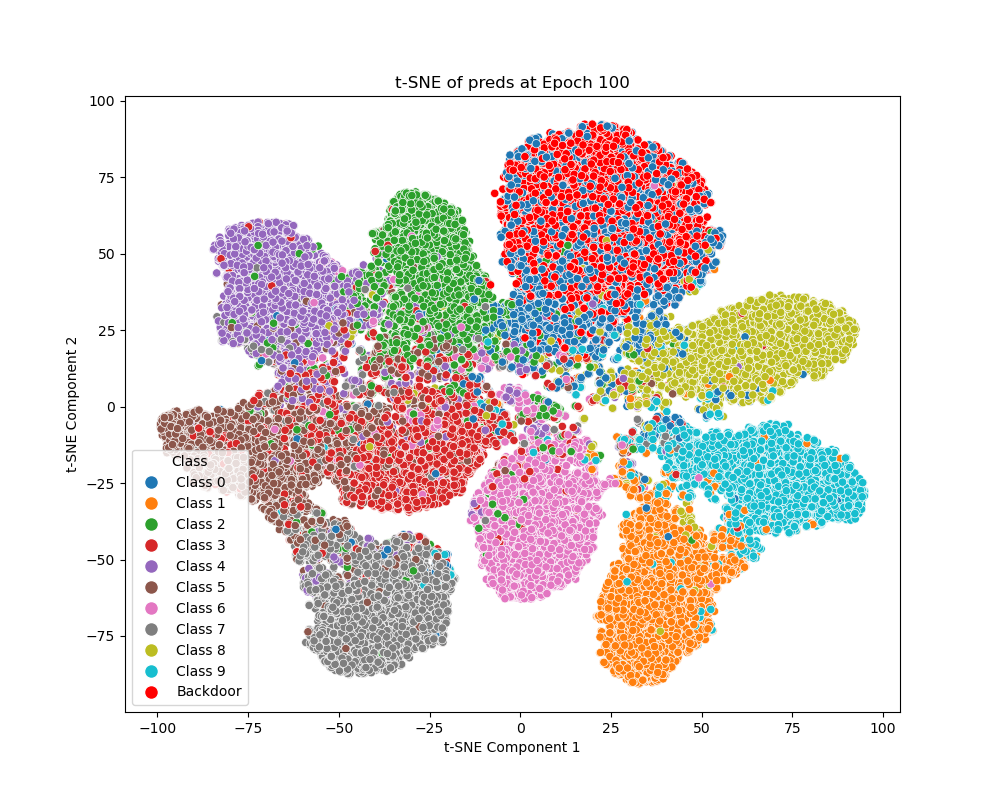 t-SNE of preds at Epoch 100
100
75
50
25
0
−25
−50
−75
t-SNE Component 2
Class
Class 0
Class 1
Class 2
Class 3
Class 4
Class 5
Class 6
Class 7
Class 8
Class 9
Backdoor
−100 −75 −50 −25 0 25 50 75 100
t-SNE Component 1